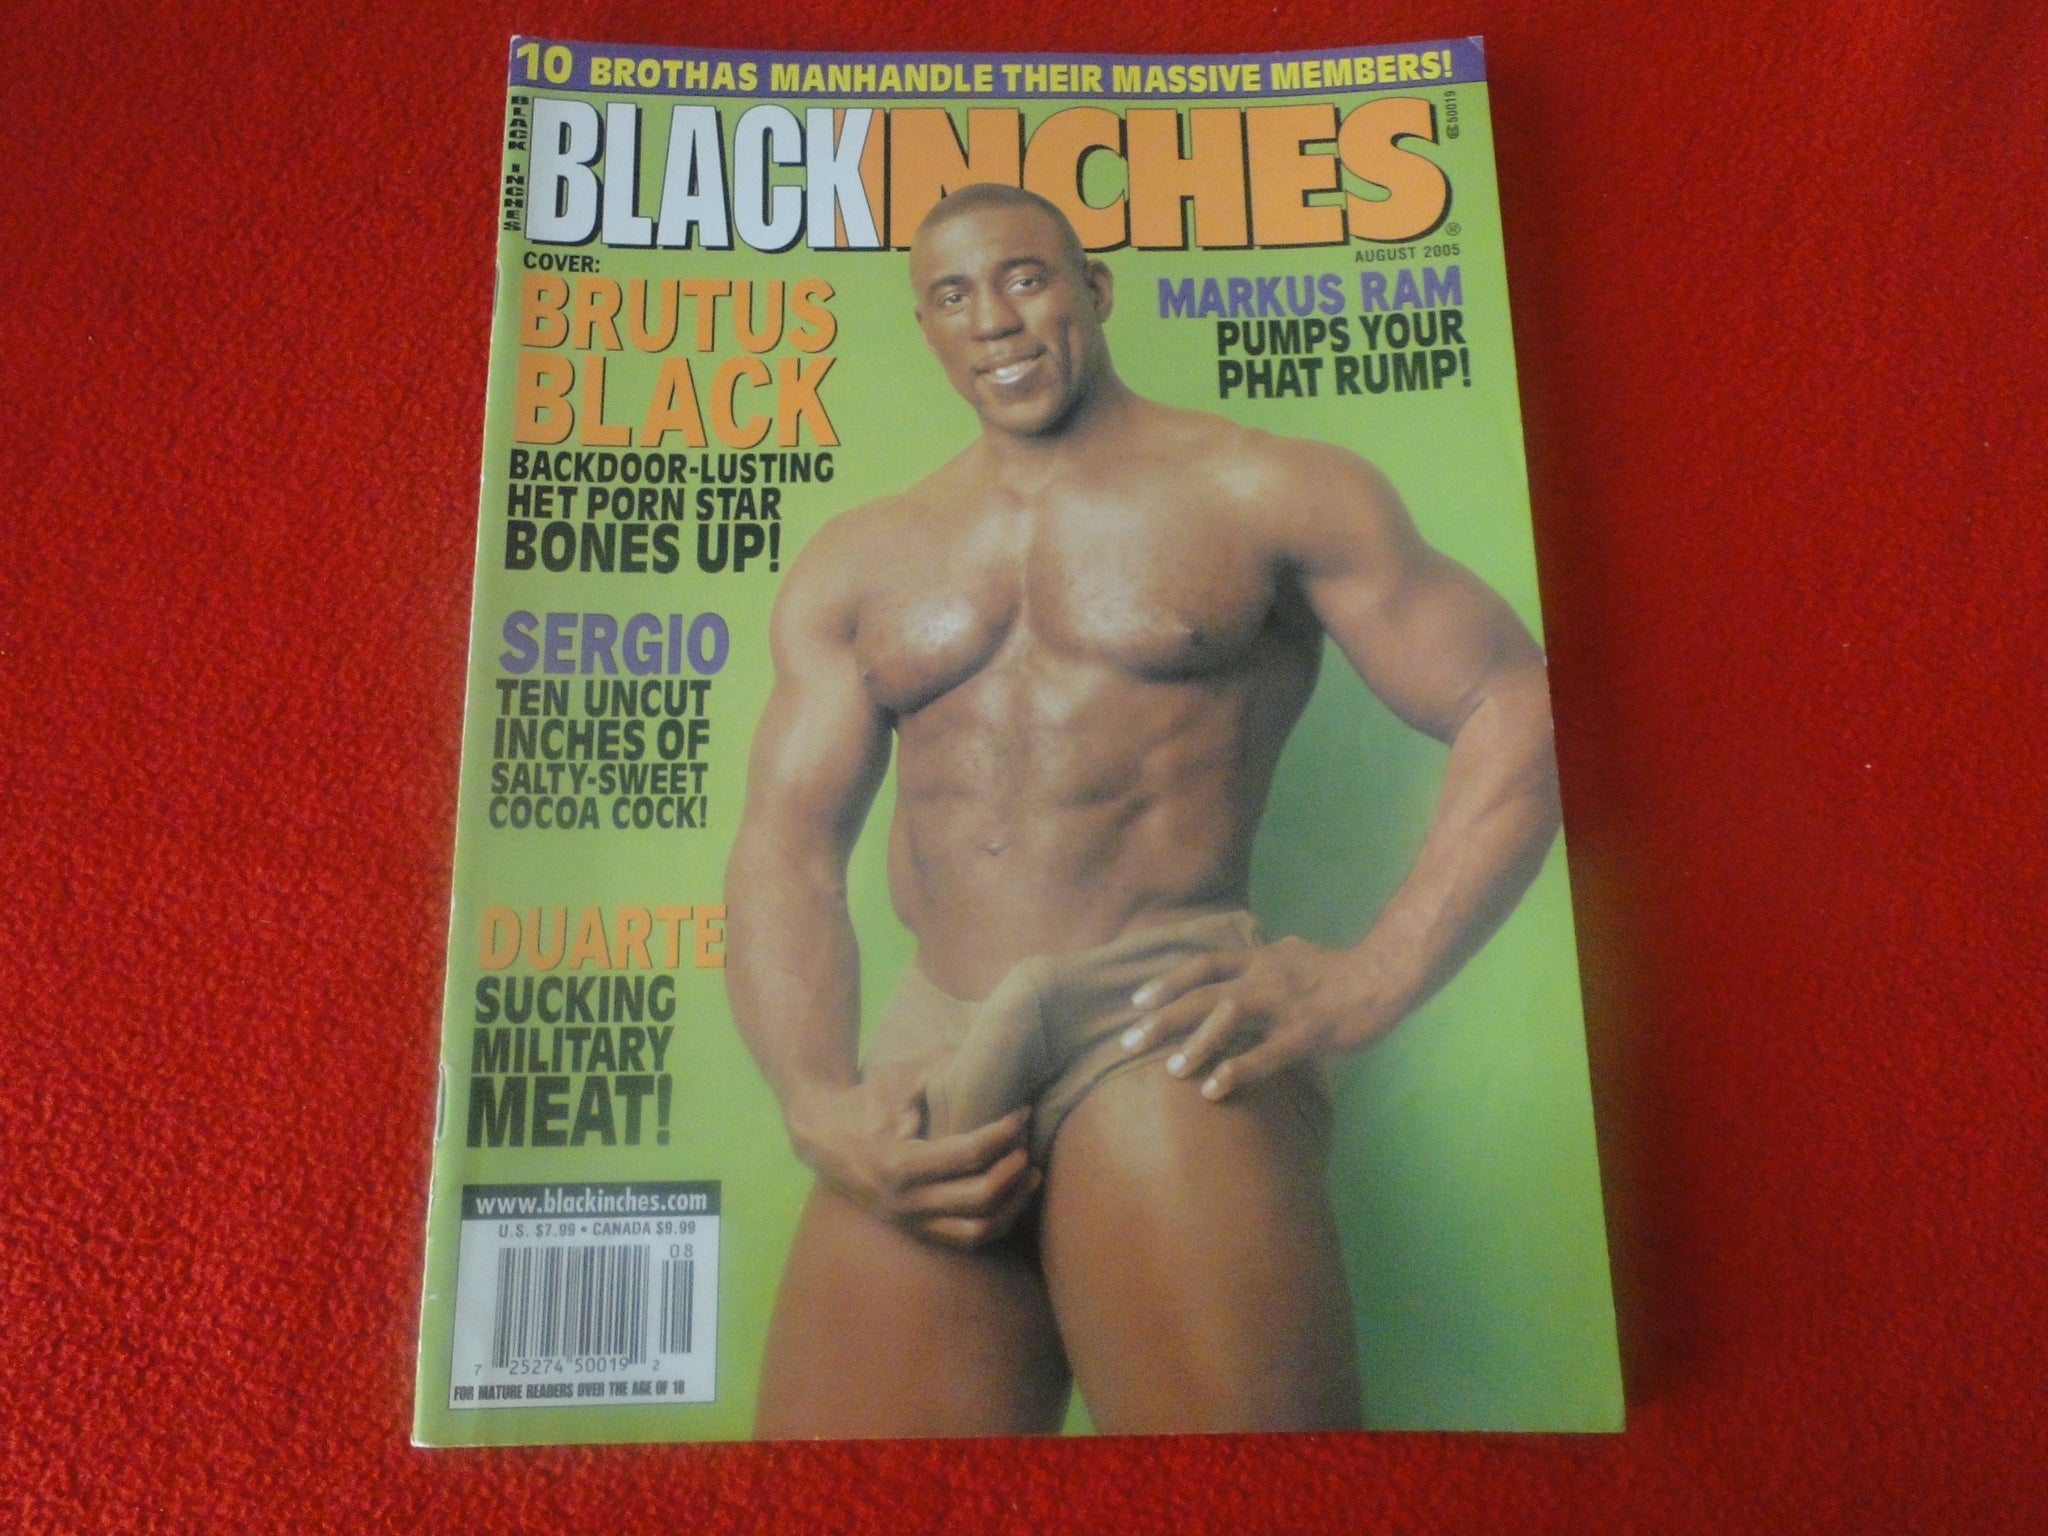 10 BROTHAS MANHANDLE THEIR MASSIVE MEMBERS!
BLACK INCHES
BLACKINCHES®
50019
AUGUST 2005
COVER:
BRUTUS
BLACK
BACKDOOR-LUSTING
HET PORN STAR
BONES UP!
MARKUS RAM
PUMPS YOUR
PHAT RUMP!
SERGIO
TEN UNCUT
INCHES OF
SALTY-SWEET
COCOA COCK!
DUARTE
SUCKING
MILITARY
MEAT!
www.blackinches.com
U.S. $7.99 • CANADA $9.99
08
7 25274 50019 2
FOR MATURE READERS OVER THE AGE OF 18